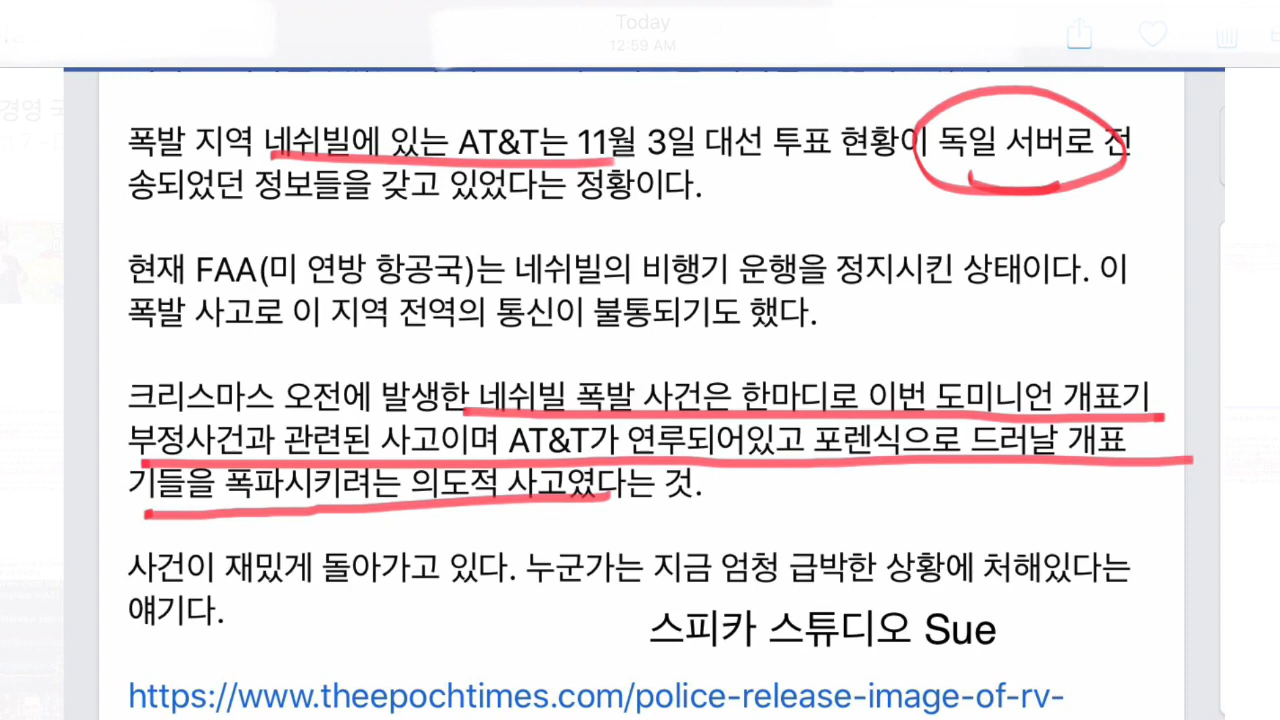 Today
12:59 AM
폭발 지역 네쉬빌에 있는 AT&T는 11월 3일 대선 투표 현황이 독일 서버로 전
송되었던 정보들을 갖고 있었다는 정황이다.
현재 FAA(미 연방 항공국)는 네쉬빌의 비행기 운행을 정지시킨 상태이다. 이
폭발 사고로 이 지역 전역의 통신이 불통되기도 했다.
크리스마스 오전에 발생한 네쉬빌 폭발 사건은 한마디로 이번 도미니언 개표기
부정사건과 관련된 사고이며 AT&T가 연루되어있고 포렌식으로 드러날 개표
기들을 폭파시키려는 의도적 사고였다는 것.
사건이 재밌게 돌아가고 있다. 누군가는 지금 엄청 급박한 상황에 처해있다는
얘기다.
스피카 스튜디오 Sue
https://www.theepochtimes.com/police-release-image-of-rv-